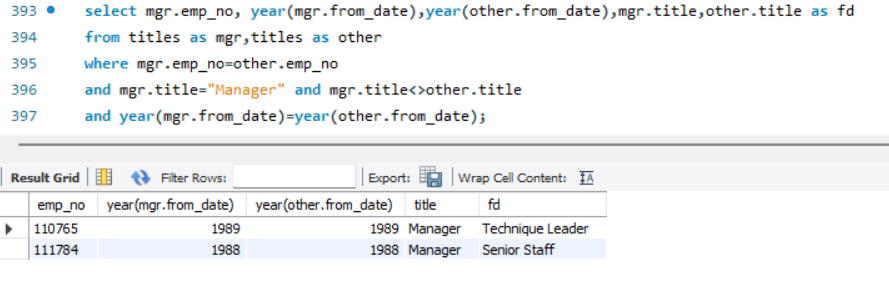 393 select mgr.emp_no, year(mgr.from_date),year(other.from_date),mgr.title,other.title as fd
394 from titles as mgr,titles as other
395 where mgr.emp_no=other.emp_no
396 and mgr.title="Manager" and mgr.title<>other.title
397 and year(mgr.from_date)=year(other.from_date);
Result Grid Filter Rows: Export: Wrap Cell Content:
emp_no year(mgr.from_date) year(other.from_date) title fd
110765 1989 1989 Manager Technique Leader
111784 1988 1988 Manager Senior Staff